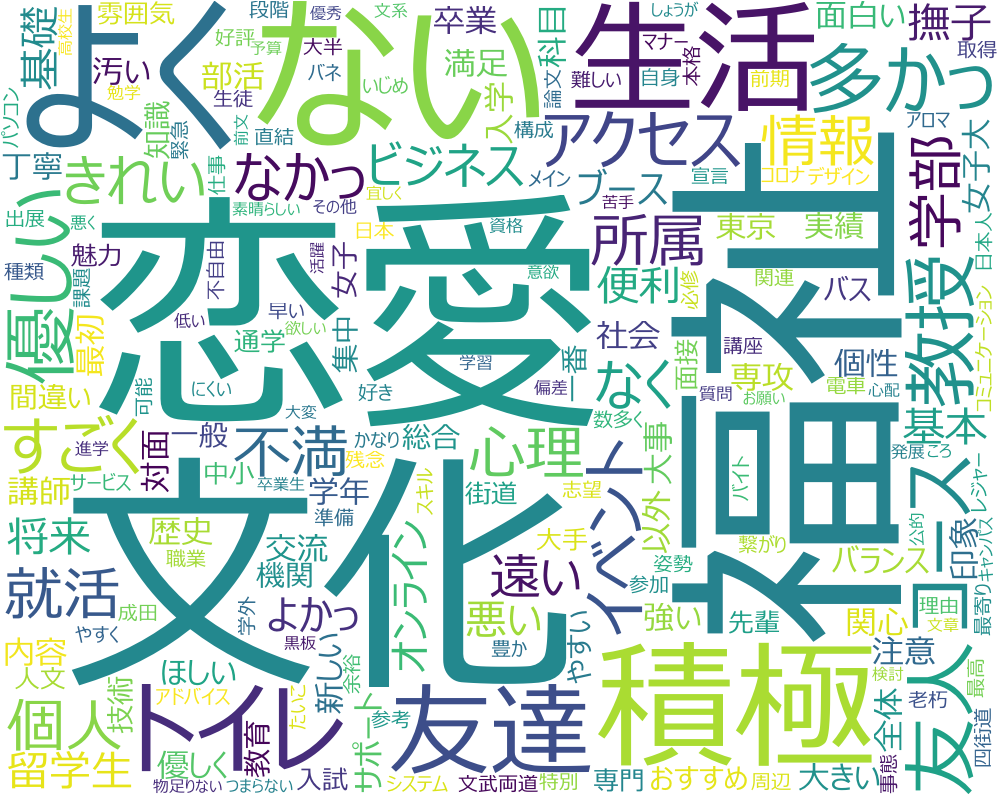 よく
ない
生活
恋愛
文化
福祉
積極
トイレ
友達
友人
コース
教授
学部
多かっ
アクセス
情報
所属
ビジネス
なかっ
きれい
優しい
すごく
不満
心理
イベント
なく
就活
個人
留学生
将来
遠い
悪い
便利
ブース
東京
実績
撫子
面白い
女子大
科目
入学
満足
卒業
部活
段階
雰囲気
基礎
知識
汚い
丁寧
好評
優秀
予算
文系
大半
バネ
いじめ
生徒
勉学
高校生
パソコン
緊急
前文
直結
構成
論文
しょうが
マナー
本格
難しい
自身
前期
取得
アロマ
コロナ
デザイン
宣言
メイン
苦手
宜しく
仕事
素晴らしい
その他
日本
資格
出展
悪く
種類
魅力
課題
最初
不自由
活躍
女子
意欲
低い
早い
欲しい
通学
集中
一番
社会
関連
必修
バス
日本人
コミュニケーション
講座
個性
面接
専攻
電車
心配
質問
お願い
偏差
学習
好き
数多く
間違い
可能
にくい
大変
進学
一般
かなり
総合
残念
対面
講師
サービス
中小
卒業生
学年
準備
スキル
街道
志望
以外
大事
バイト
繋がり
基本
発展
ころ
レジャー
印象
バランス
公的
キャンパス
最寄り
歴史
職業
交流
機関
オンライン
大手
参加
姿勢
強い
先輩
関心
理由
文章
成田
やすく
学外
よかっ
黒板
豊か
やすい
注意
検討
最高
内容
人文
技術
ほしい
アドバイス
たいこ
新しい
余裕
参考
サポート
教育
優しく
物足りない
つまらない
入試
システム
文武両道
特別
専門
おすすめ
周辺
大きい
事態
全体
老朽
四街道